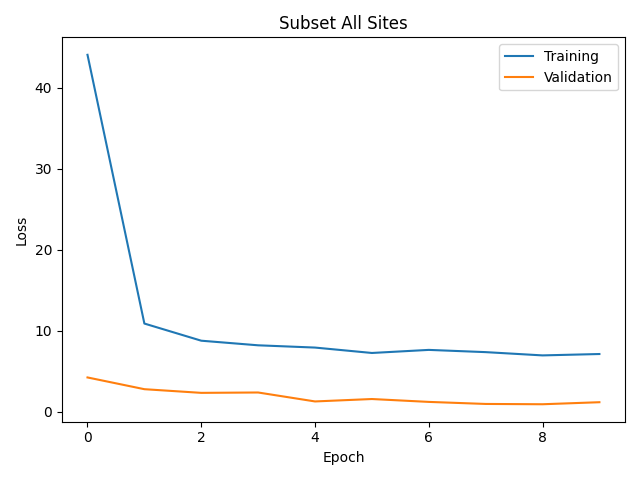 Subset All Sites
Training
Validation
Loss
40
30
20
10
0
0 2 4 6 8
Epoch